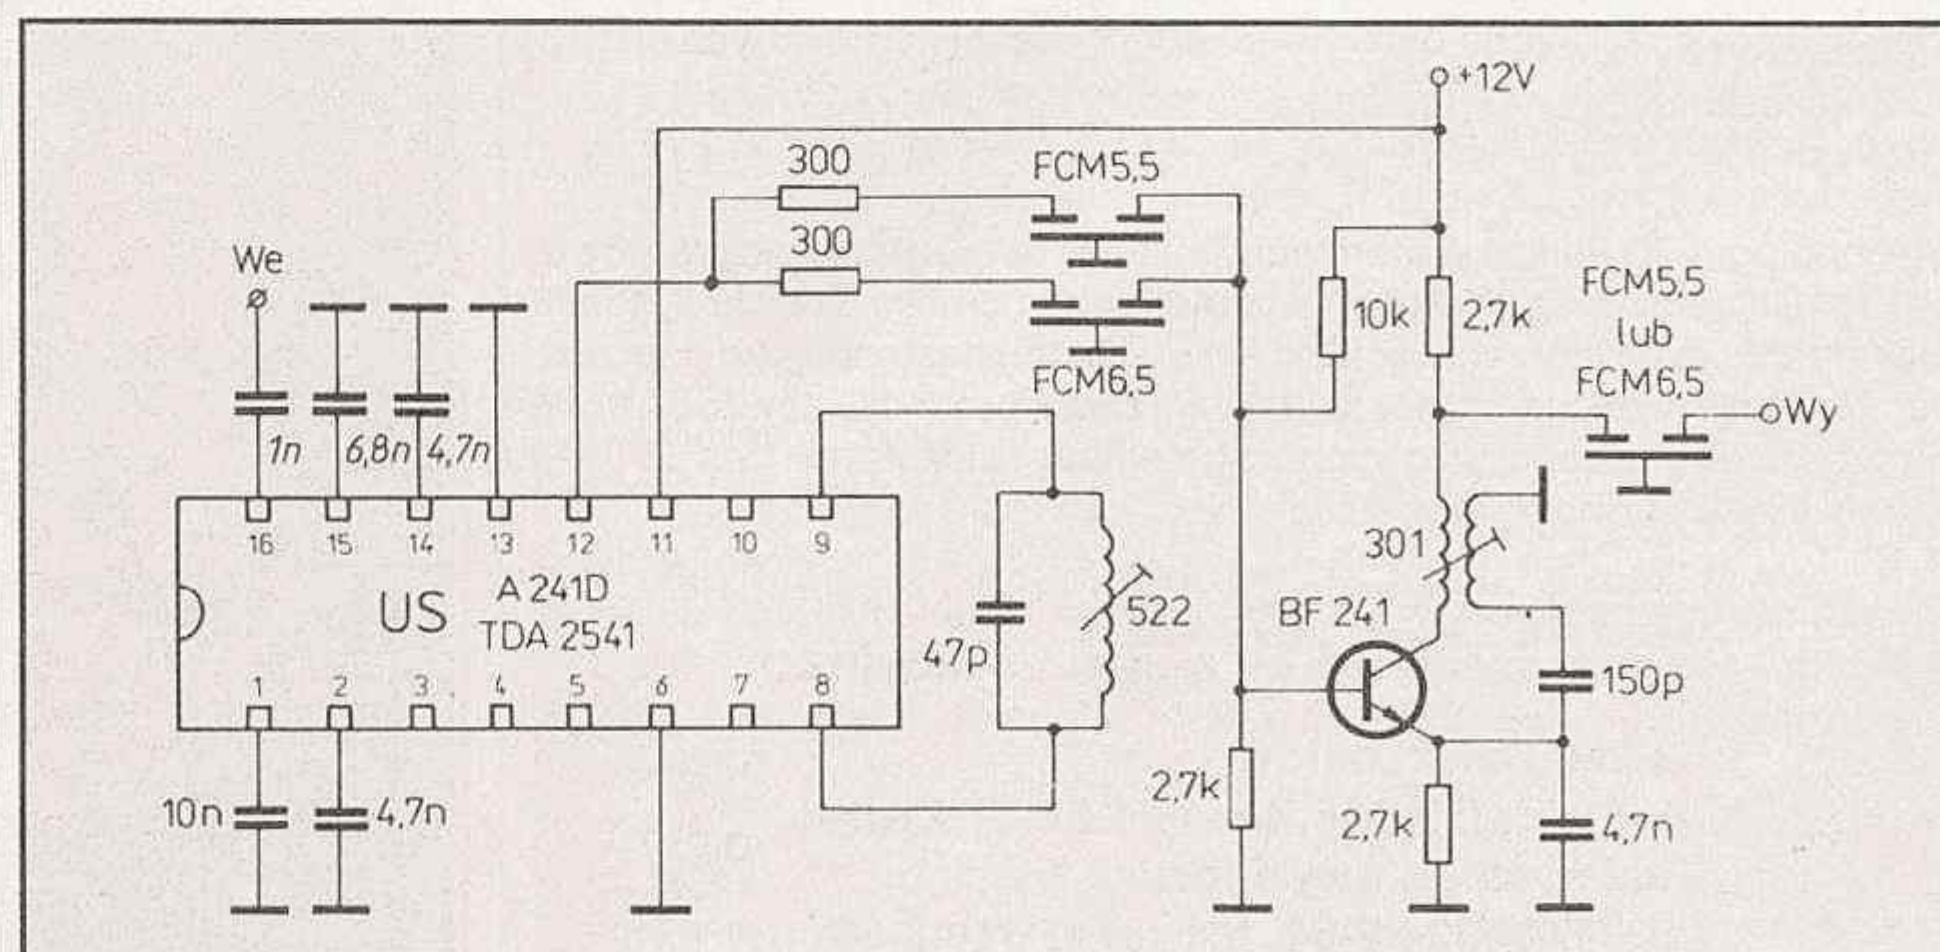 +12V
300
FCM5,5
300
We
FCM5,5
lub
FCM6,5
10k
2,7k
FCM6,5
Wy
1n
6,8n
4,7n
16
15
14
13
12
11
10
9
US
A 241D
TDA 2541
301
522
BF 241
47p
150p
1
2
3
4
5
6
7
8
10n
4,7n
2,7k
2,7k
4,7n